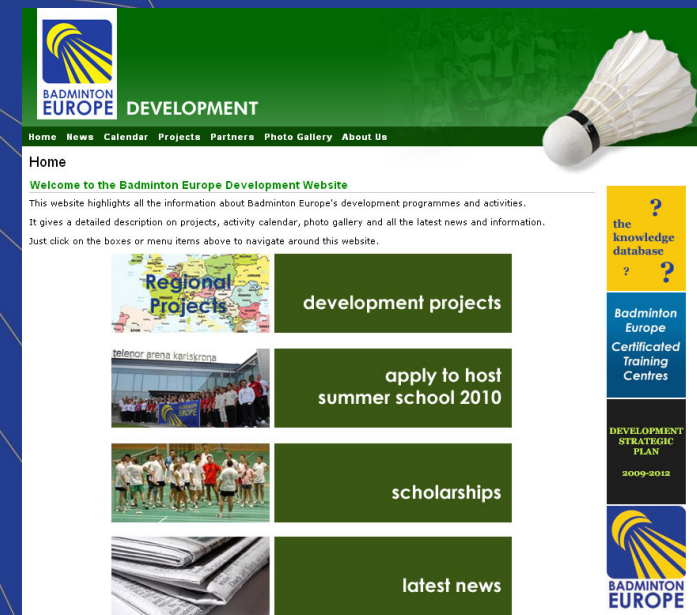 BADMINTON
EUROPE
DEVELOPMENT
Home News Calendar Projects Partners Photo Gallery About Us
Home
Welcome to the Badminton Europe Development Website
This website highlights all the information about Badminton Europe's development programmes and activities.
It gives a detailed description on projects, activity calendar, photo gallery and all the latest news and information.
Just click on the boxes or menu items above to navigate around this website.
Regional
Projects
development projects
telenor arena karlskrona
BADMINTON
EUROPE
apply to host
summer school 2010
scholarships
latest news
?
the
knowledge
database
? ?
Badminton
Europe
Certificated
Training
Centres
DEVELOPMENT
STRATEGIC
PLAN
2009-2012
BADMINTON
EUROPE